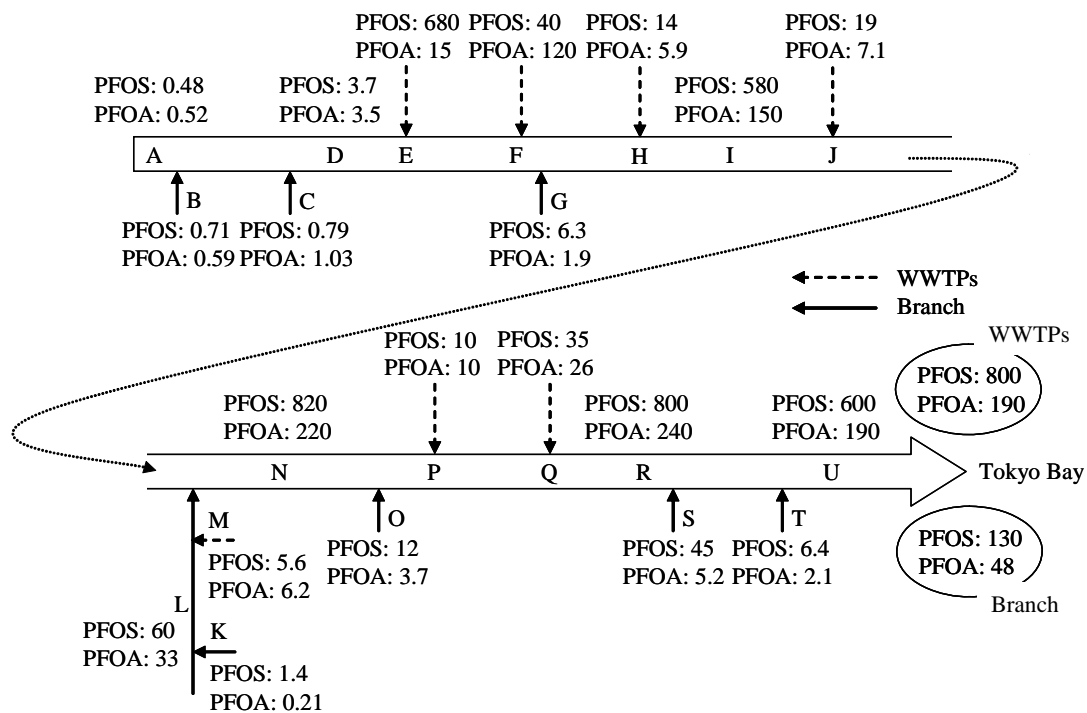 PFOS: 680
PFOA: 15
PFOS: 40
PFOA: 120
PFOS: 14
PFOA: 5.9
PFOS: 19
PFOA: 7.1
PFOS: 0.48
PFOA: 0.52
PFOS: 3.7
PFOA: 3.5
PFOS: 580
PFOA: 150
A D E F H I J
B
C
G
PFOS: 0.71
PFOA: 0.59
PFOS: 0.79
PFOA: 1.03
PFOS: 6.3
PFOA: 1.9
WWTPs
Branch
PFOS: 10
PFOA: 10
PFOS: 35
PFOA: 26
WWTPs
PFOS: 800
PFOA: 190
PFOS: 820
PFOA: 220
PFOS: 800
PFOA: 240
PFOS: 600
PFOA: 190
N P Q R U
Tokyo Bay
M
O
S
T
PFOS: 5.6
PFOA: 6.2
PFOS: 12
PFOA: 3.7
PFOS: 45
PFOA: 5.2
PFOS: 6.4
PFOA: 2.1
PFOS: 130
PFOA: 48
Branch
L
PFOS: 60
PFOA: 33
K
PFOS: 1.4
PFOA: 0.21